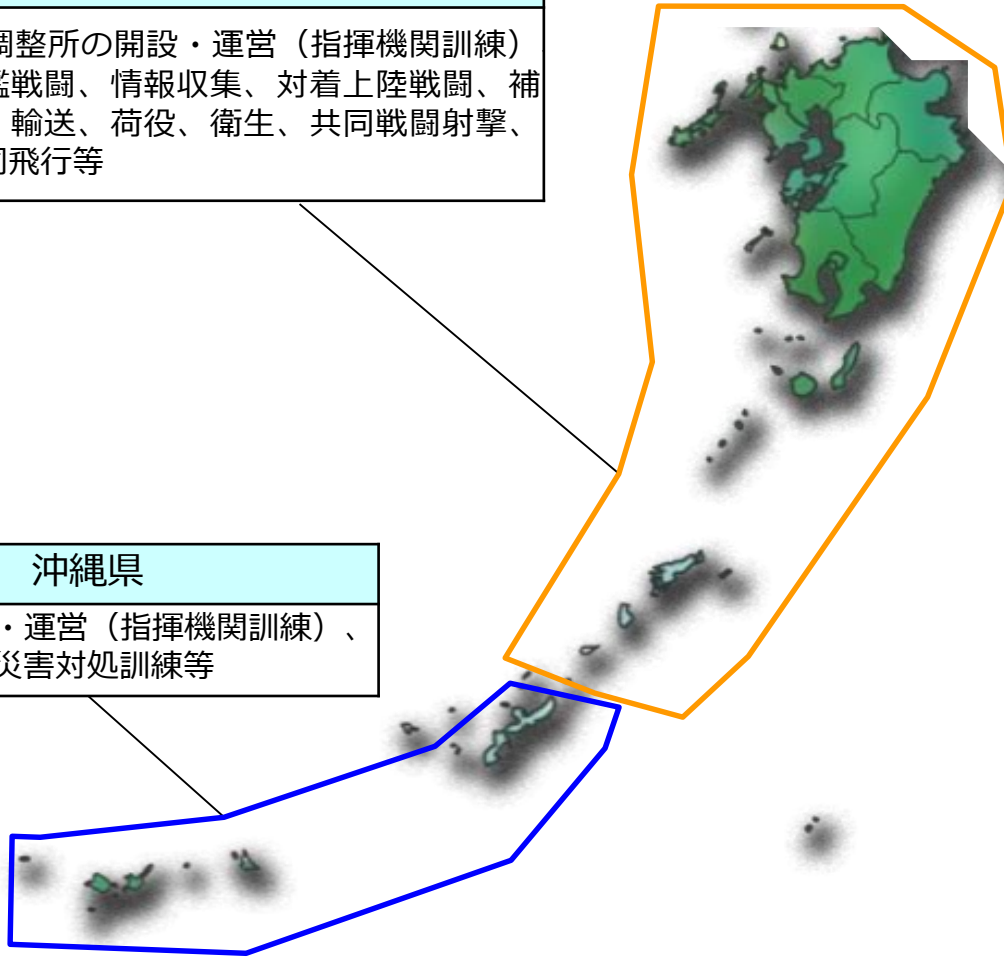 調整所の開設・運営（指揮機関訓練）
艦戦闘、情報収集、対着上陸戦闘、補
輸送、荷役、衛生、共同戦闘射撃、
同飛行等
沖縄県
・運営（指揮機関訓練）、
災害対処訓練等